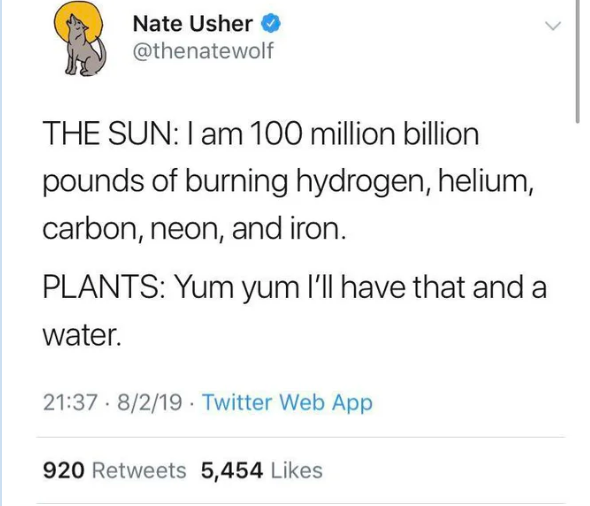 Nate Usher
@thenatewolf
THE SUN: I am 100 million billion
pounds of burning hydrogen, helium,
carbon, neon, and iron.
PLANTS: Yum yum I'll have that and a
water.
21:37 · 8/2/19 · Twitter Web App
920 Retweets 5,454 Likes